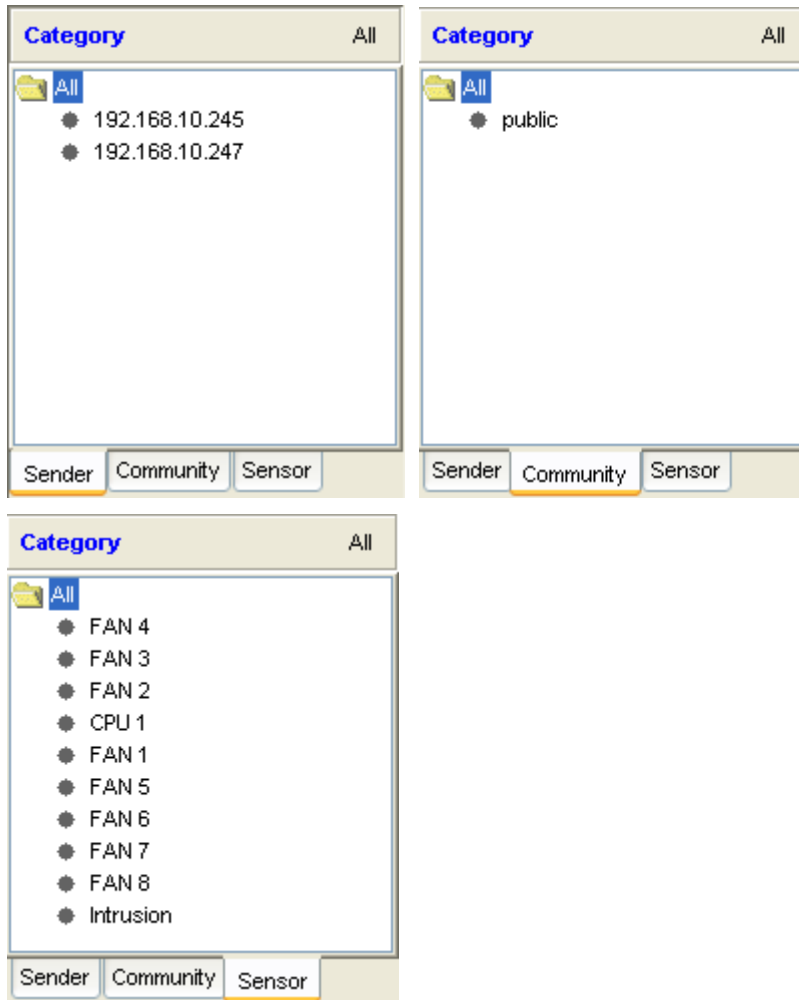 Category All
All
192.168.10.245
192.168.10.247
Sender Community Sensor
Category All
All
public
Sender Community Sensor
Category All
All
FAN 4
FAN 3
FAN 2
CPU 1
FAN 1
FAN 5
FAN 6
FAN 7
FAN 8
Intrusion
Sender Community Sensor